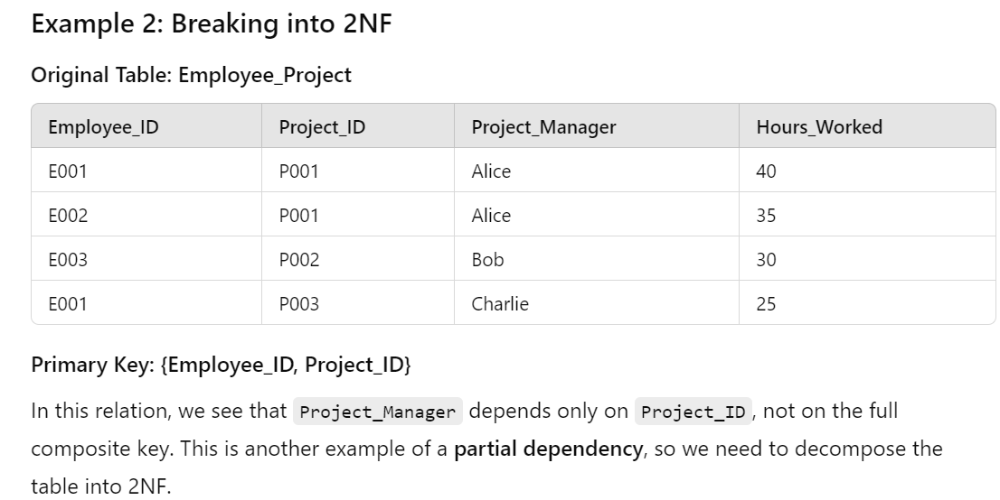 Example 2: Breaking into 2NF
Original Table: Employee_Project
Employee_ID Project_ID Project_Manager Hours_Worked
E001 P001 Alice 40
E002 P001 Alice 35
E003 P002 Bob 30
E001 P003 Charlie 25
Primary Key: {Employee_ID, Project_ID}
In this relation, we see that Project_Manager depends only on Project_ID, not on the full
composite key. This is another example of a partial dependency, so we need to decompose the
table into 2NF.